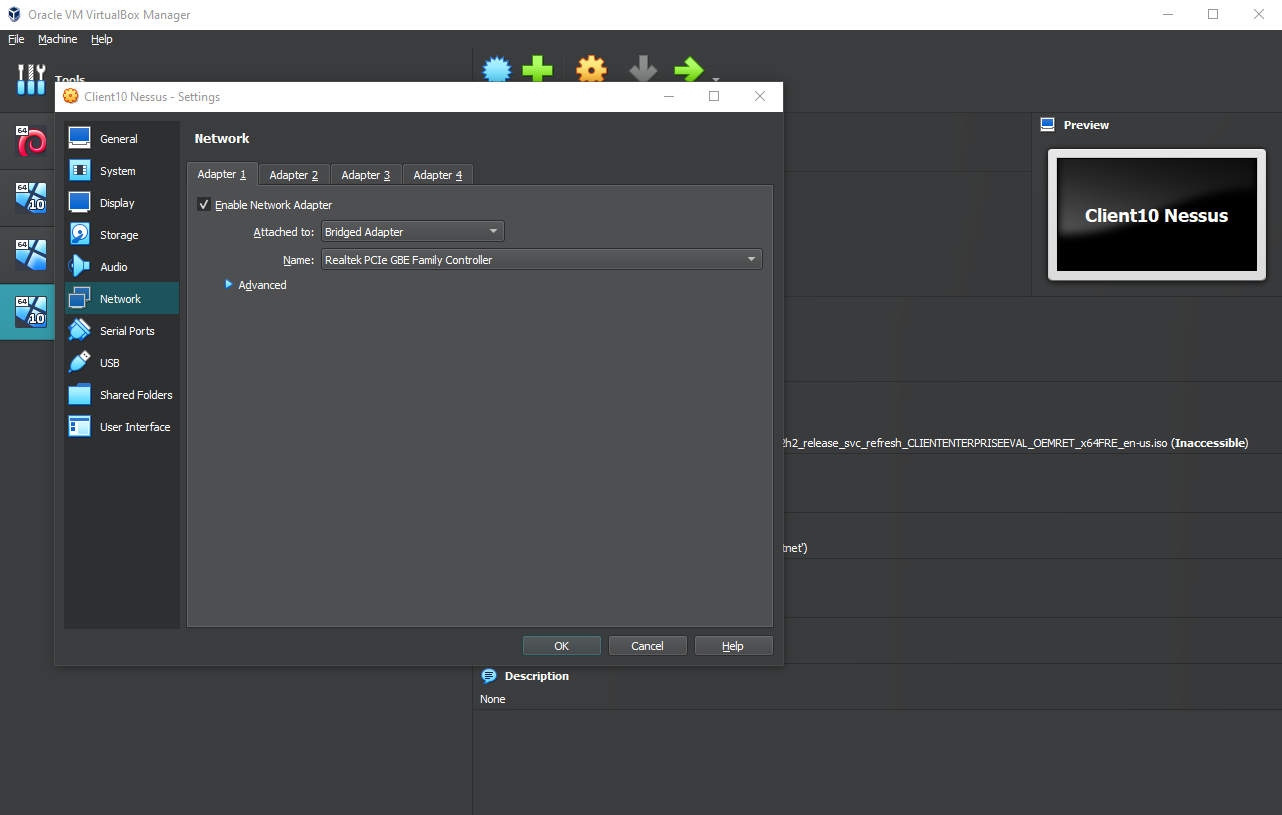 Oracle VM VirtualBox Manager
File Machine Help
Tools
Client10 Nessus - Settings
General
System
Display
Storage
Audio
Network
Serial Ports
USB
Shared Folders
User Interface
Network
Adapter 1 Adapter 2 Adapter 3 Adapter 4
Enable Network Adapter
Attached to: Bridged Adapter
Name: Realtek PCIe GBE Family Controller
Advanced
OK Cancel Help
64
64
10
64
64
10
Preview
Client10 Nessus
2h2_release_svc_refresh_CLIENTENTERPRISEEVAL_OEMRET_x64FRE_en-us.iso (Inaccessible)
tnet')
Description
None